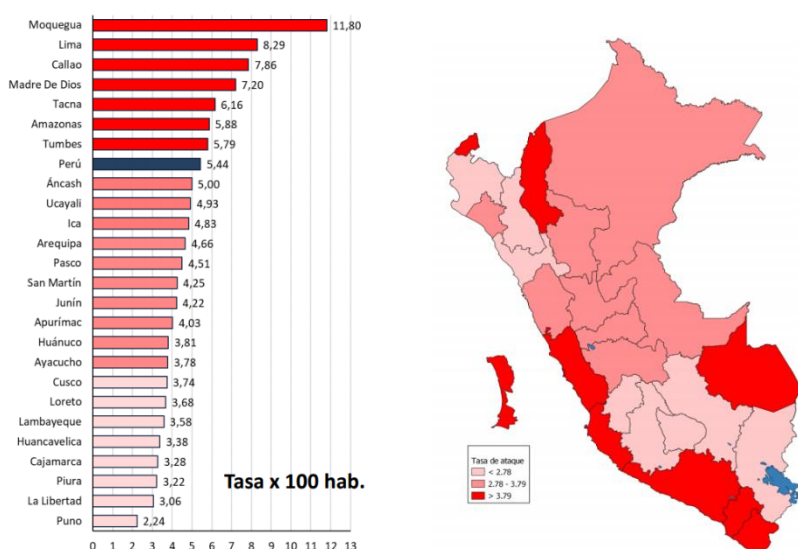 Moquegua 11,80
Lima 8,29
Callao 7,86
Madre De Dios 7,20
Tacna 6,16
Amazonas 5,88
Tumbes 5,79
Perú 5,44
Áncash 5,00
Ucayali 4,93
Ica 4,83
Arequipa 4,66
Pasco 4,51
San Martín 4,25
Junín 4,22
Apurímac 4,03
Huánuco 3,81
Ayacucho 3,78
Cusco 3,74
Loreto 3,68
Lambayeque 3,58
Huancavelica 3,38
Cajamarca 3,28
Piura 3,22
La Libertad 3,06
Puno 2,24
0 1 2 3 4 5 6 7 8 9 10 11 12 13
Tasa x 100 hab.
Tasa de ataque
< 2.78
2.78 - 3.79
> 3.79